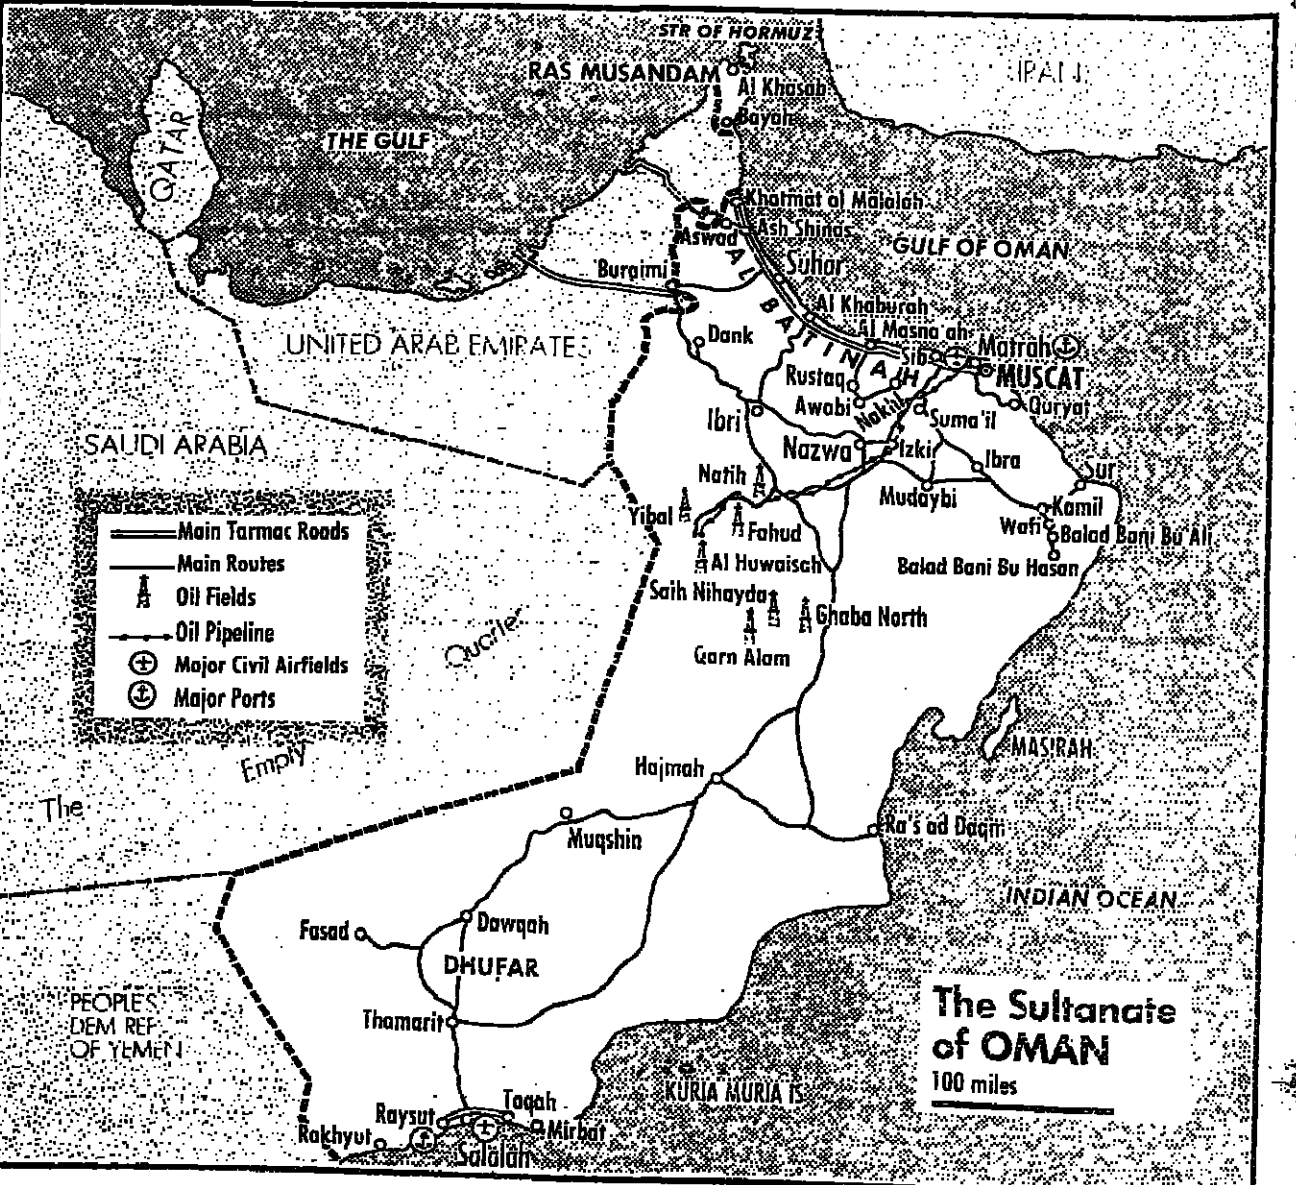 STR OF HORMUZ
RAS MUSANDAM
Al Khasab
IRAN
Bayah
THE GULF
QATAR
Khatmat al Malalah
Ash Shinas
Aswad
GULF OF OMAN
Buraimi
Suhar
AL BATINAH
Al Khaburah
Al Masna'ah
Dank
Sib
Matrah
UNITED ARAB EMIRATES
MUSCAT
Rustaq
Awabi
Nakhl
Quryat
Suma'il
Ibri
SAUDI ARABIA
Nazwa
Izki
Ibra
Sur
Natih
Mudaybi
Kamil
Yibal
Wafi
Fahud
Balad Bani Bu Ali
Al Huwaisah
Balad Bani Bu Hasan
Main Tarmac Roads
Main Routes
Oil Fields
Oil Pipeline
Major Civil Airfields
Major Ports
Saih Nihayda
Ghaba North
Qarn Alam
The Empty Quarter
MASIRAH
Hajmah
Muqshin
Ra's ad Daqm
INDIAN OCEAN
Fasad
Dawqah
DHUFAR
PEOPLES
DEM REP
OF YEMEN
Thamarit
The Sultanate
of OMAN
100 miles
KURIA MURIA IS
Raysut
Taqah
Rakhyut
Mirbat
Salalah